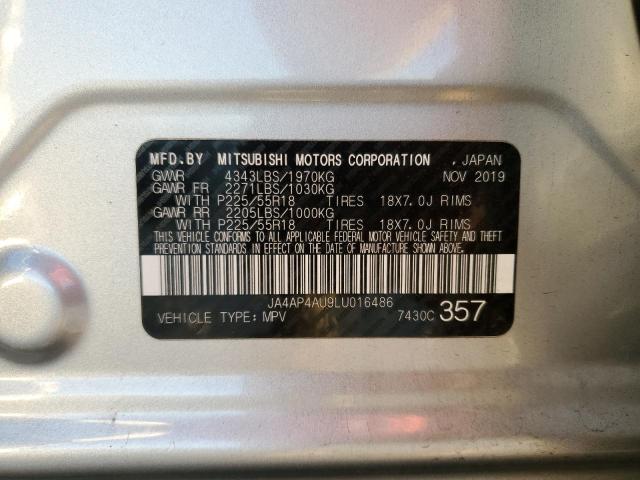 MFD.BY MITSUBISHI MOTORS CORPORATION , JAPAN
GVWR 4343LBS/1970KG NOV 2019
GAWR FR 2271LBS/1030KG
WITH P225/55R18 TIRES 18X7.0J RIMS
GAWR RR 2205LBS/1000KG
WITH P225/55R18 TIRES 18X7.0J RIMS
THIS VEHICLE CONFORMS TO ALL APPLICABLE FEDERAL MOTOR VEHICLE SAFETY AND THEFT
PREVENTION STANDARDS IN EFFECT ON THE DATE OF MANUFACTURE SHOWN ABOVE.
JA4AP4AU9LU016486
VEHICLE TYPE: MPV 7430C 357